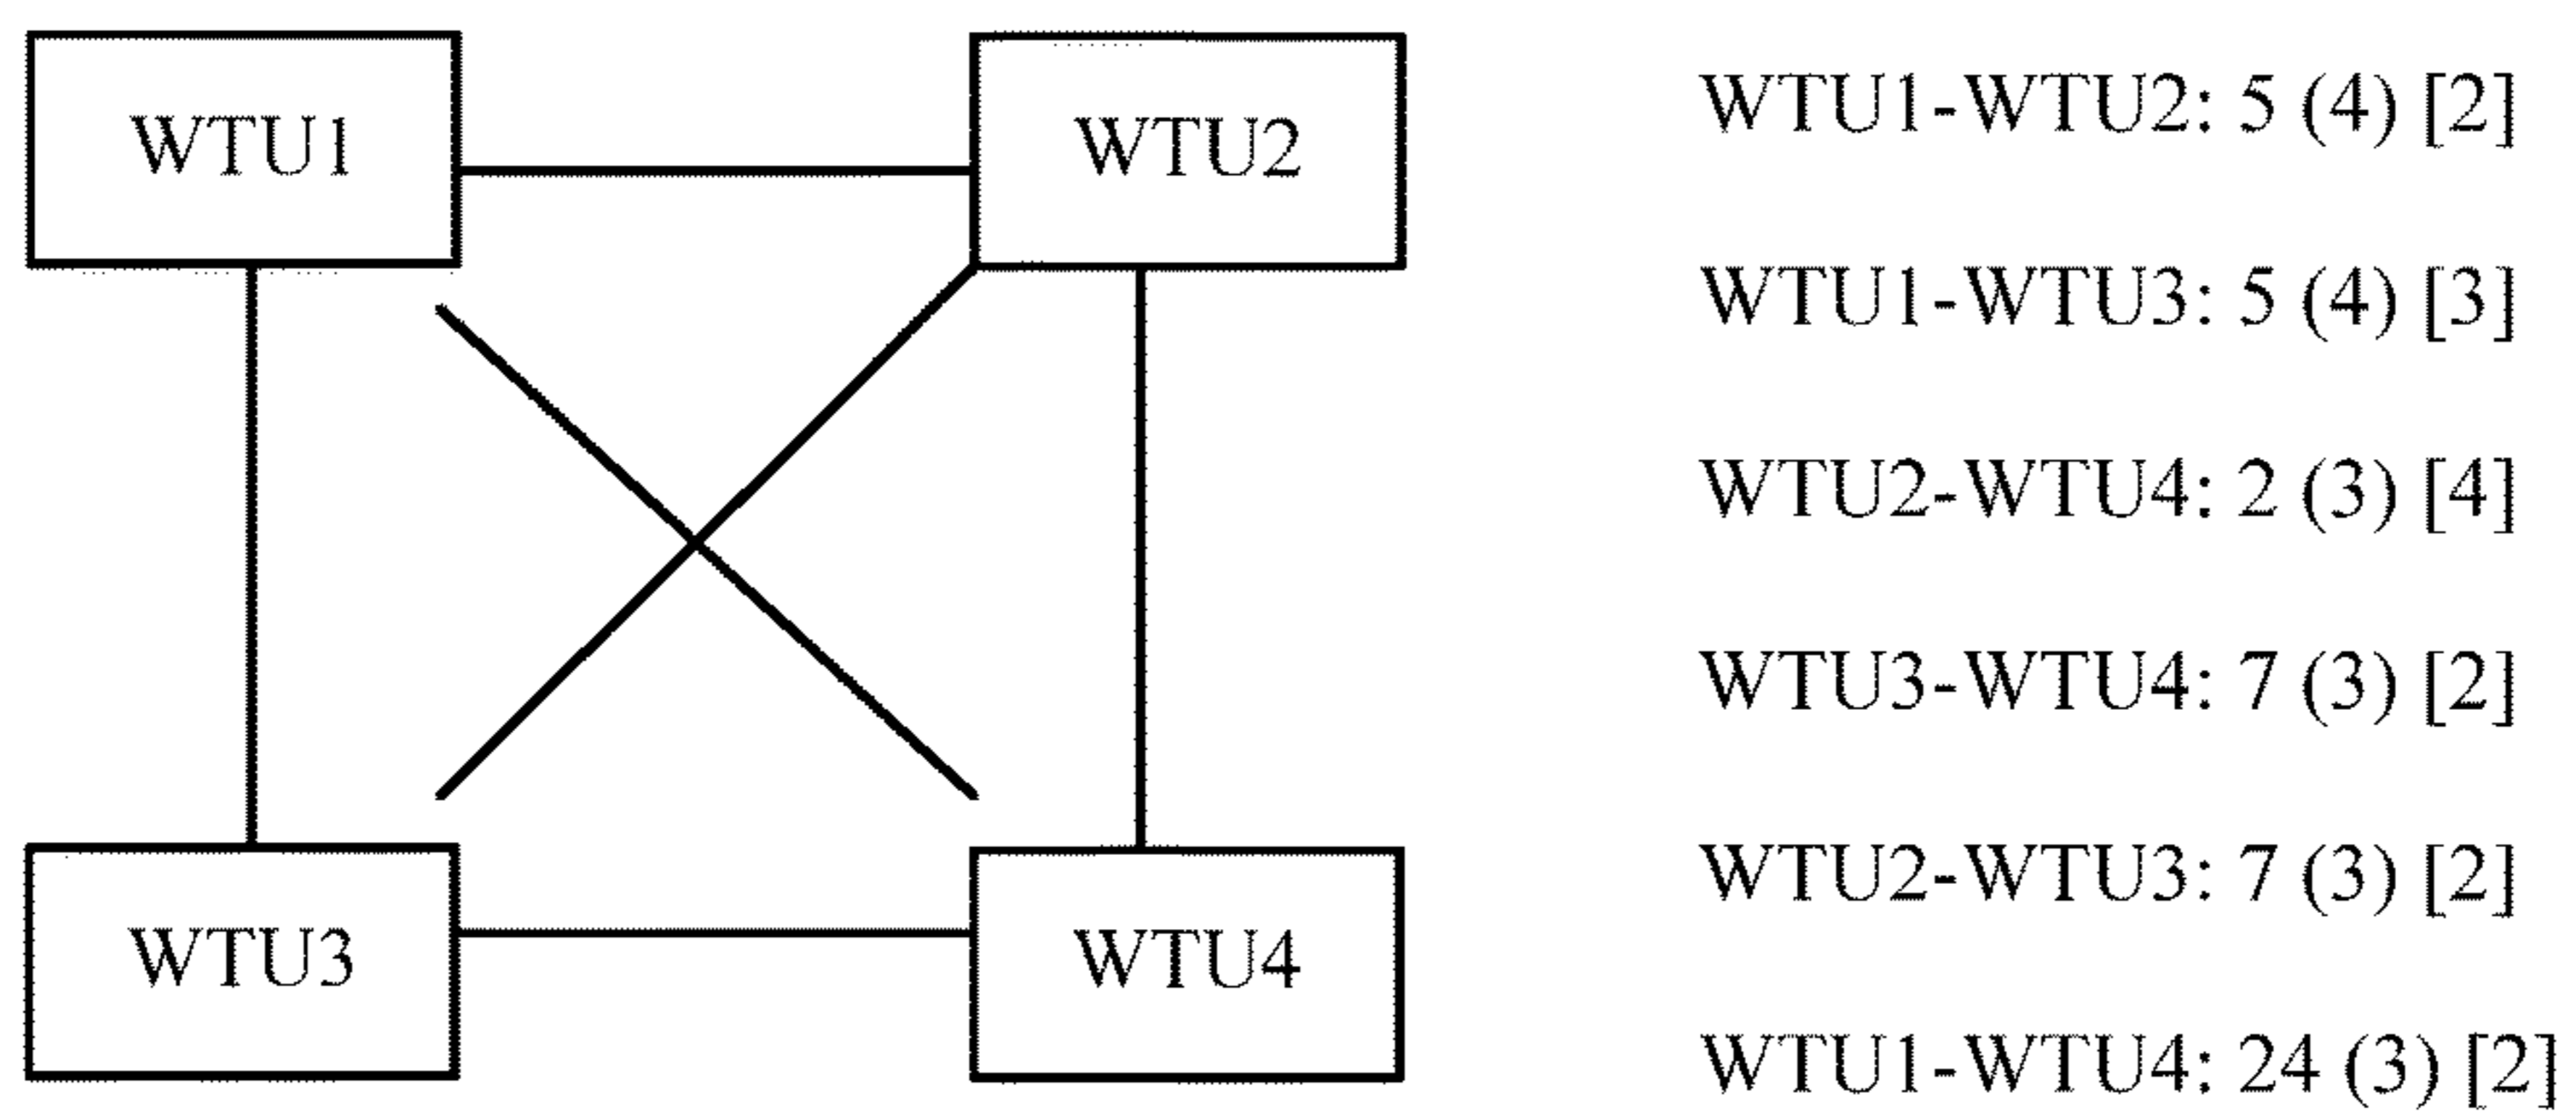 WTU1
WTU2
WTU3
WTU4
WTU1-WTU2: 5 (4) [2]
WTU1-WTU3: 5 (4) [3]
WTU2-WTU4: 2 (3) [4]
WTU3-WTU4: 7 (3) [2]
WTU2-WTU3: 7 (3) [2]
WTU1-WTU4: 24 (3) [2]